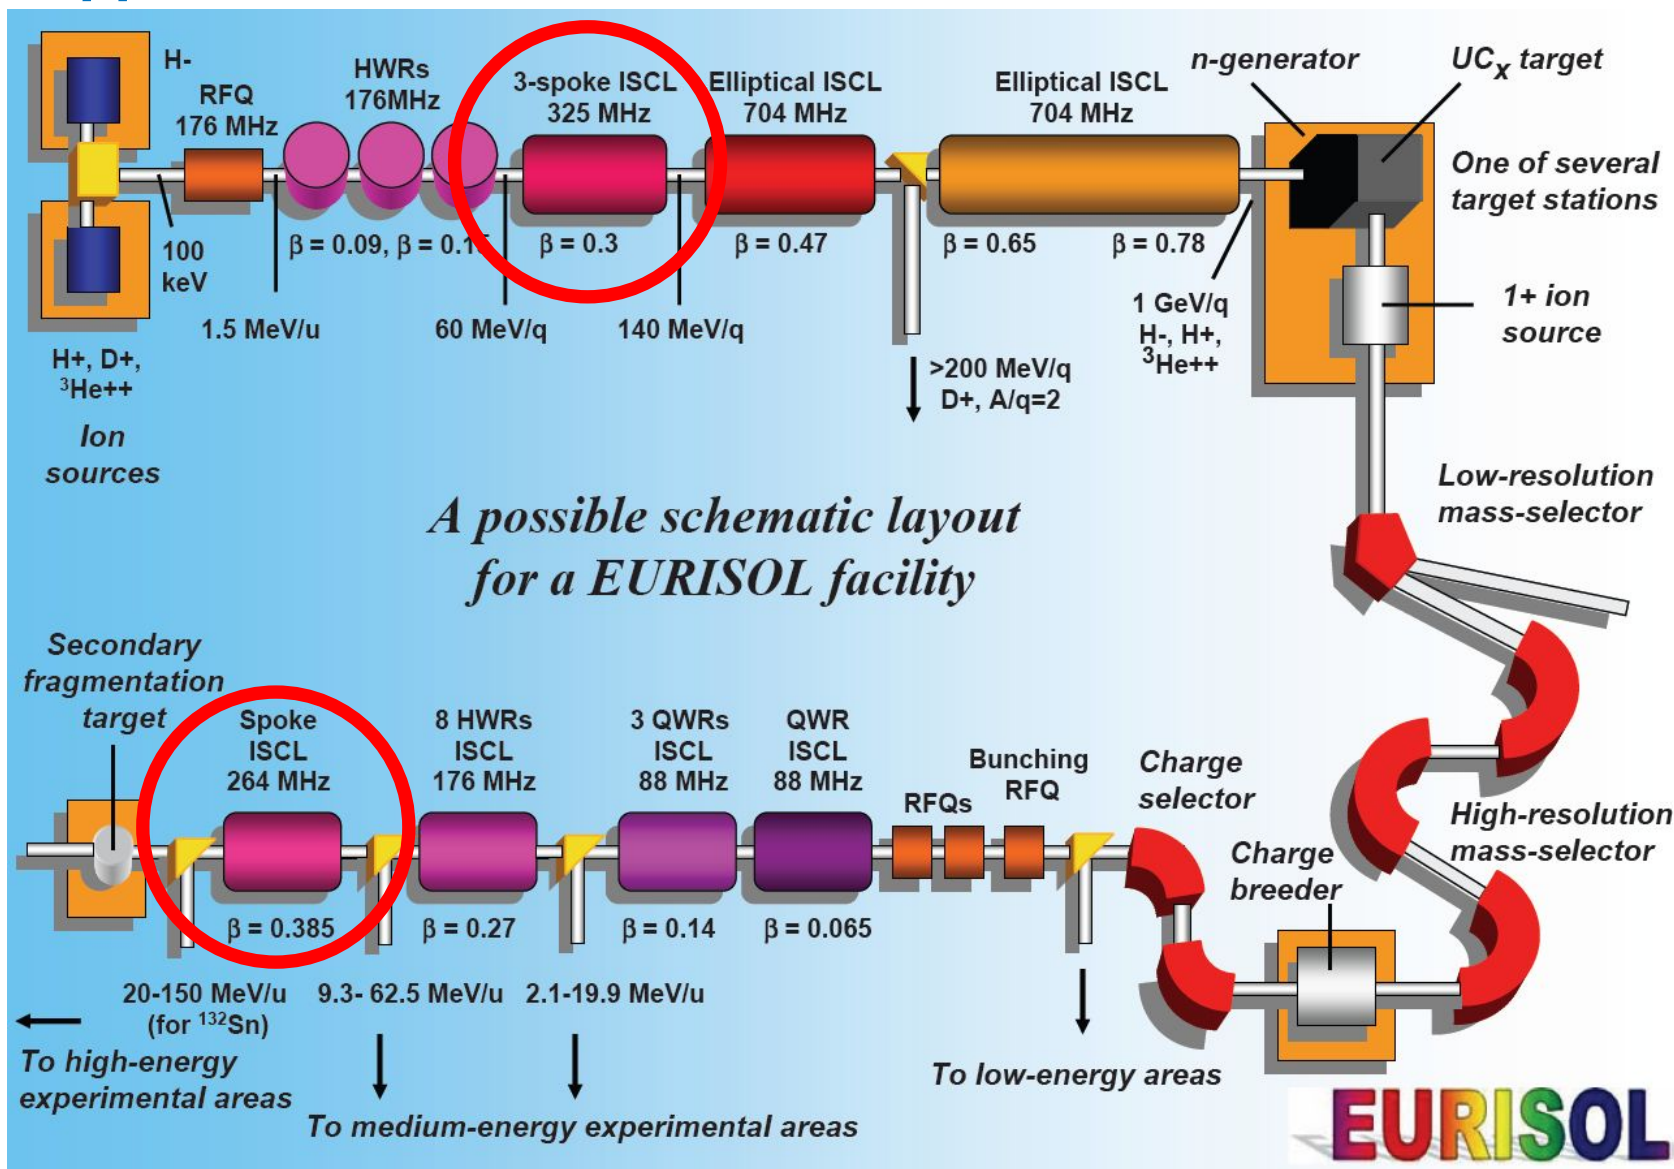 H-
RFQ
176 MHz
HWRs
176MHz
3-spoke ISCL
325 MHz
Elliptical ISCL
704 MHz
Elliptical ISCL
704 MHz
n-generator
UCx target
One of several
target stations
100
keV
β = 0.09, β = 0.15
β = 0.3
β = 0.47
β = 0.65
β = 0.78
1.5 MeV/u
60 MeV/q
140 MeV/q
1 GeV/q
H-, H+,
3He++
1+ ion
source
H+, D+,
3He++
>200 MeV/q
D+, A/q=2
Ion
sources
Low-resolution
mass-selector
A possible schematic layout
for a EURISOL facility
Secondary
fragmentation
target
Spoke
ISCL
264 MHz
8 HWRs
ISCL
176 MHz
3 QWRs
ISCL
88 MHz
QWR
ISCL
88 MHz
RFQs
Bunching
RFQ
Charge
selector
High-resolution
mass-selector
Charge
breeder
β = 0.385
β = 0.27
β = 0.14
β = 0.065
20-150 MeV/u
(for 132Sn)
9.3- 62.5 MeV/u
2.1-19.9 MeV/u
To high-energy
experimental areas
To medium-energy experimental areas
To low-energy areas
EURISOL